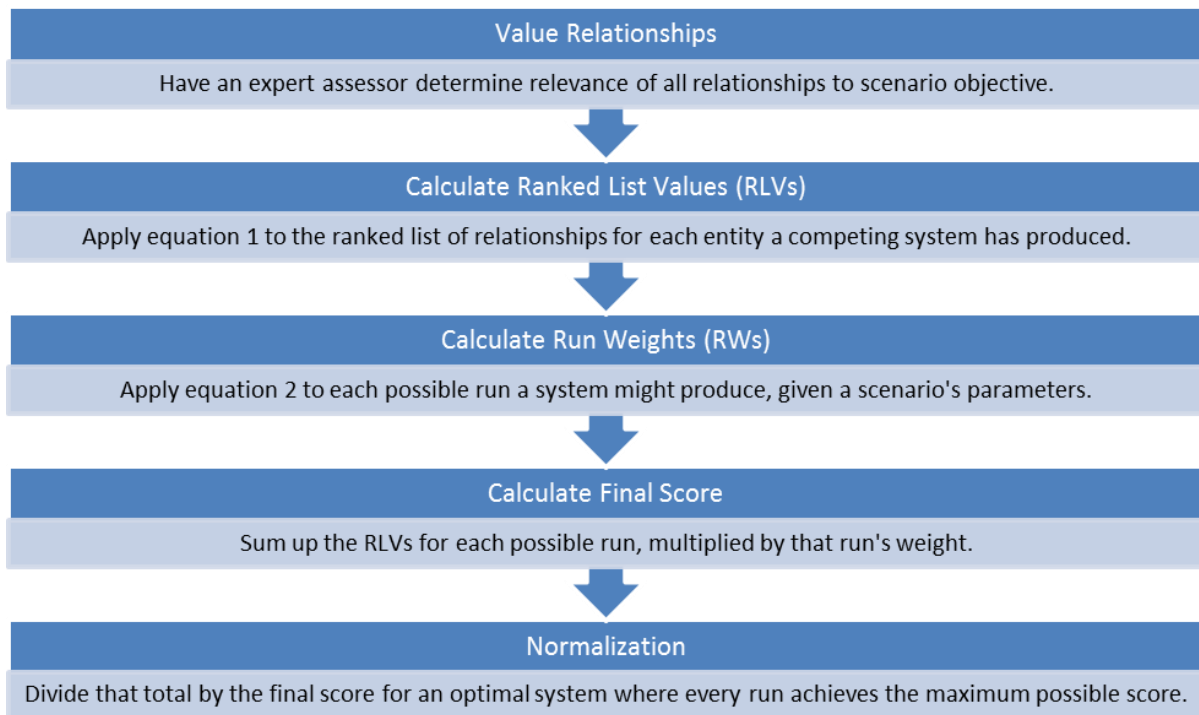 Value Relationships
Have an expert assessor determine relevance of all relationships to scenario objective.
Calculate Ranked List Values (RLVs)
Apply equation 1 to the ranked list of relationships for each entity a competing system has produced.
Calculate Run Weights (RWs)
Apply equation 2 to each possible run a system might produce, given a scenario's parameters.
Calculate Final Score
Sum up the RLVs for each possible run, multiplied by that run's weight.
Normalization
Divide that total by the final score for an optimal system where every run achieves the maximum possible score.